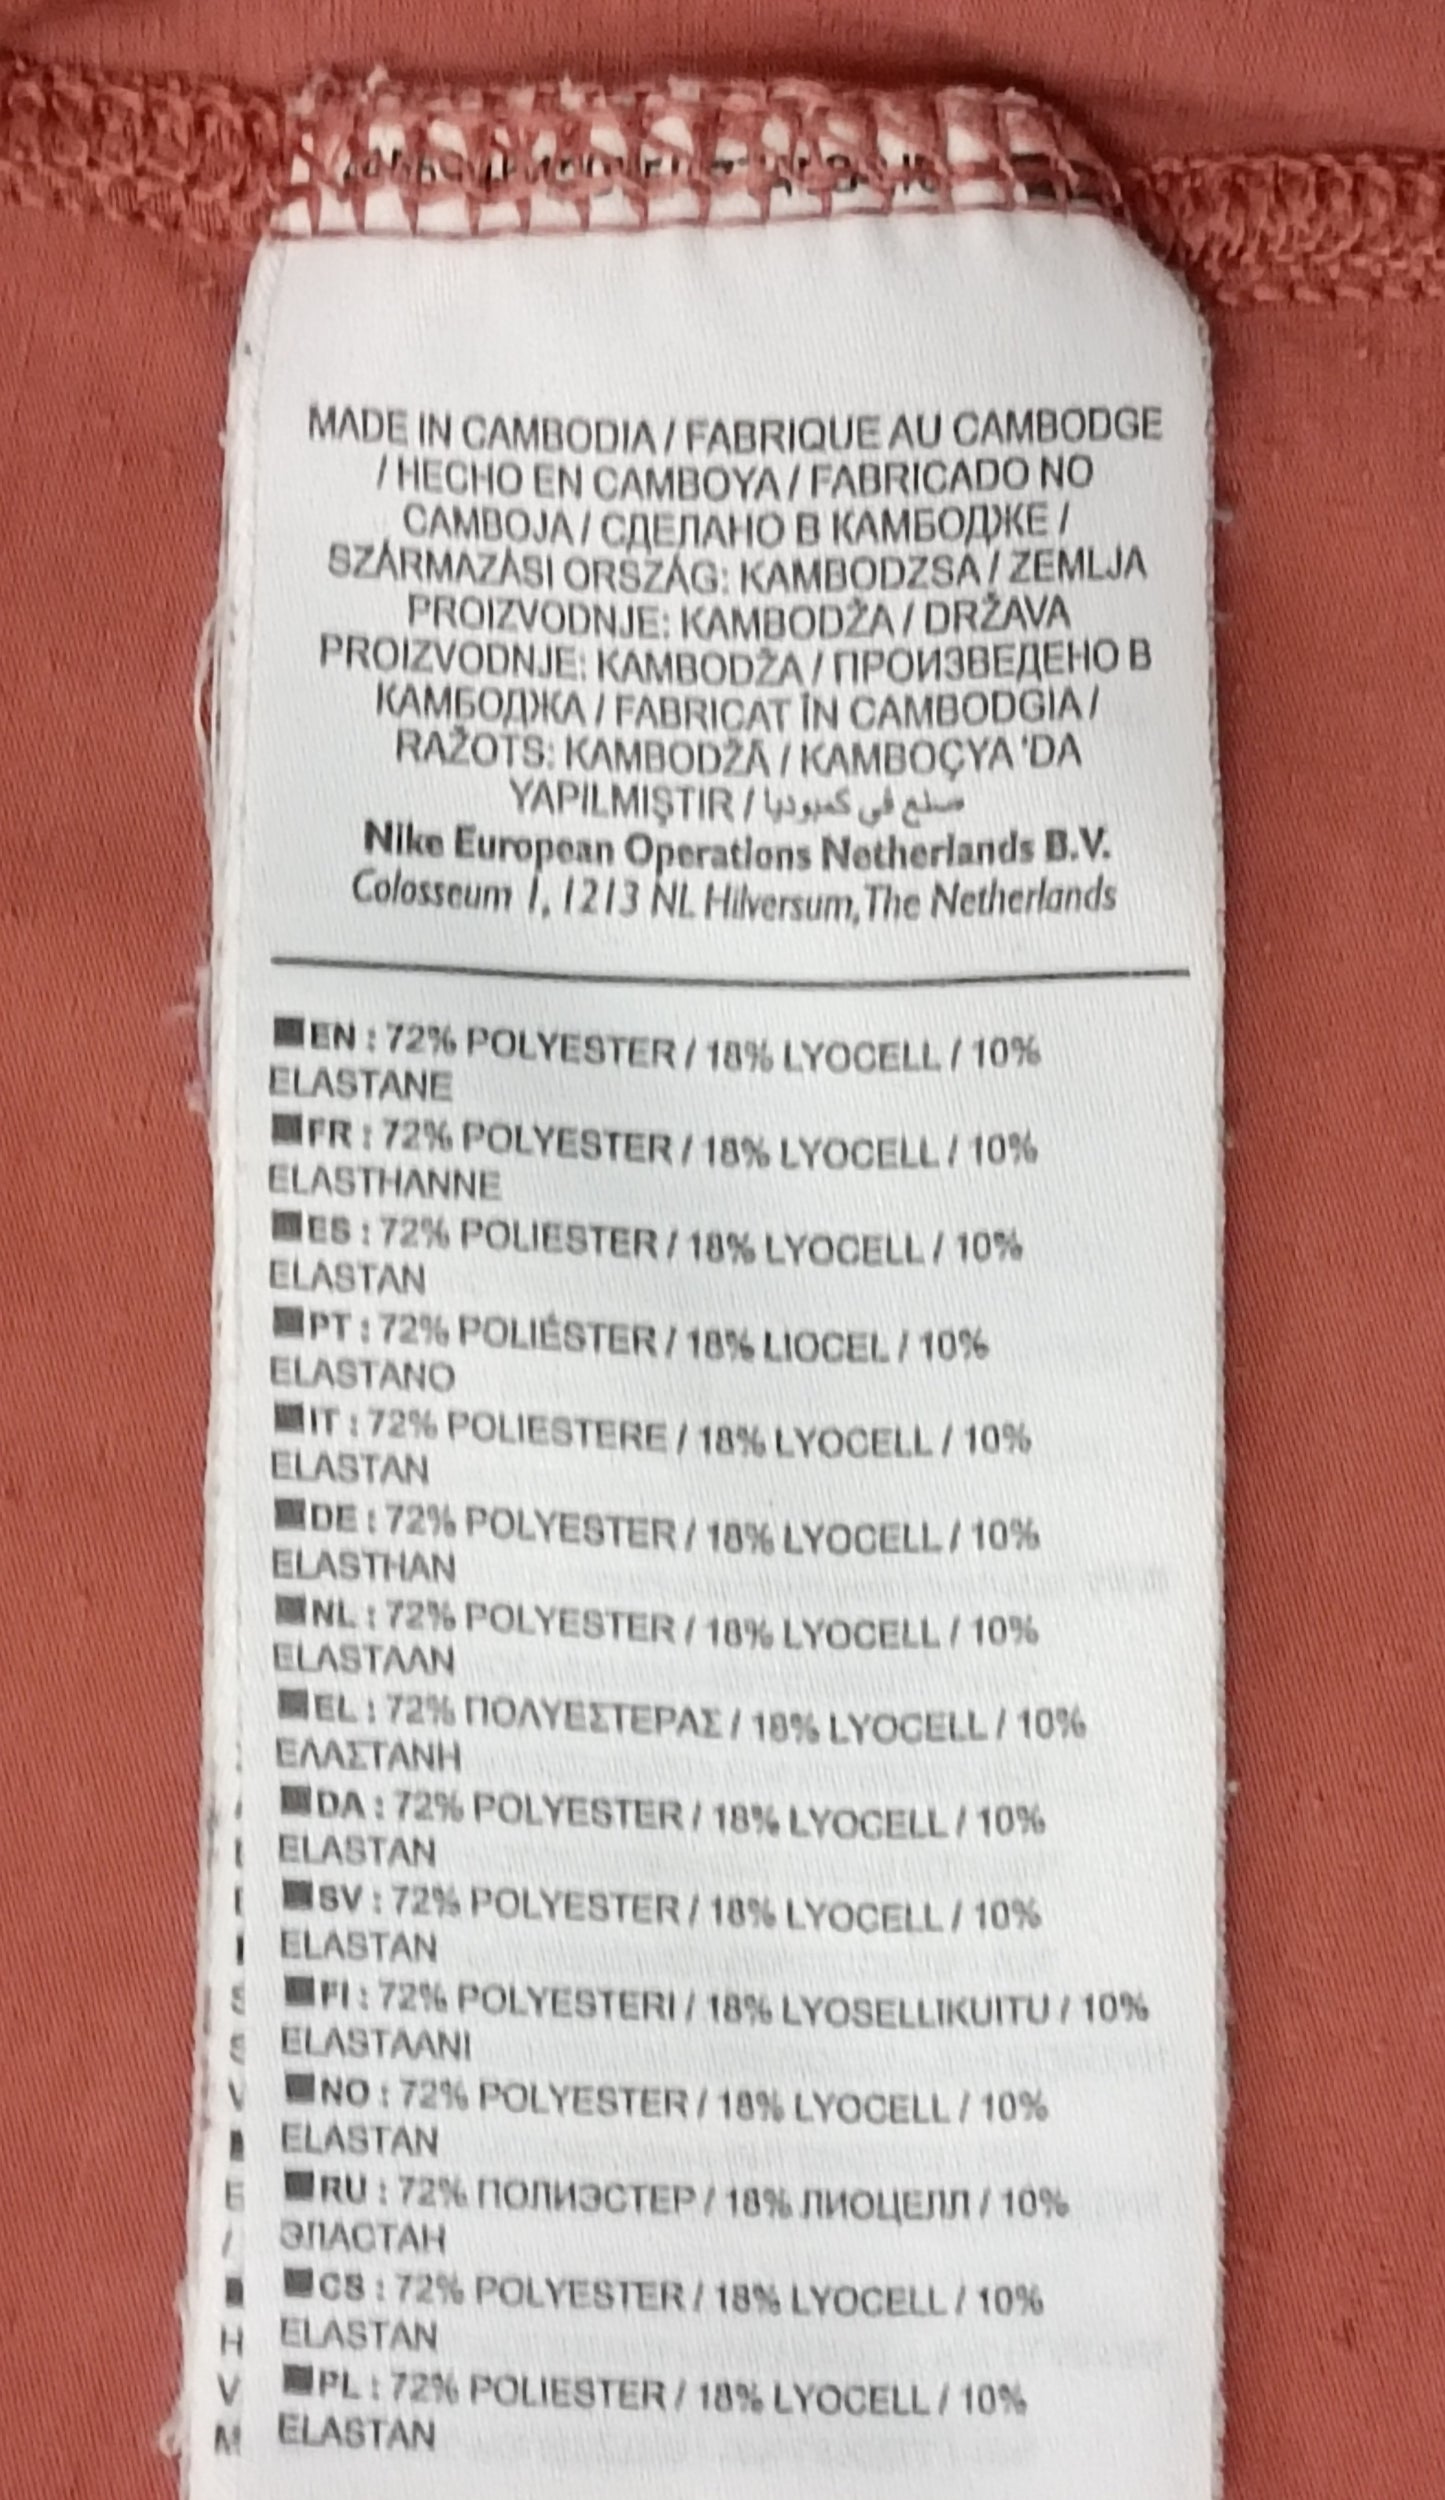 MADE IN CAMBODIA / FABRIQUE AU CAMBODGE
/ HECHO EN CAMBOYA / FABRICADO NO
CAMBOJA / СДЕЛАНО В КАМБОДЖЕ /
SZÁRMAZÁSI ORSZÁG: KAMBODZSA / ZEMLJA
PROIZVODNJE: KAMBODŽA / DRŽAVA
PROIZVODNJE: KAMBODŽA / ПРОИЗВЕДЕНО В
КАМБОДЖА / FABRICAT ÎN CAMBODGIA /
RAŽOTS: KAMBODŽĀ / KAMBOÇYA 'DA
YAPILMIŞTIR / صنع في كمبوديا
Nike European Operations Netherlands B.V.
Colosseum 1, 1213 NL Hilversum, The Netherlands
EN : 72% POLYESTER / 18% LYOCELL / 10%
ELASTANE
FR : 72% POLYESTER / 18% LYOCELL / 10%
ELASTHANNE
ES : 72% POLIESTER / 18% LYOCELL / 10%
ELASTAN
PT : 72% POLIÉSTER / 18% LIOCEL / 10%
ELASTANO
IT : 72% POLIESTERE / 18% LYOCELL / 10%
ELASTAN
DE : 72% POLYESTER / 18% LYOCELL / 10%
ELASTHAN
NL : 72% POLYESTER / 18% LYOCELL / 10%
ELASTAAN
EL : 72% ΠΟΛΥΕΣΤΕΡΑΣ / 18% LYOCELL / 10%
ΕΛΑΣΤΑΝΗ
DA : 72% POLYESTER / 18% LYOCELL / 10%
ELASTAN
SV : 72% POLYESTER / 18% LYOCELL / 10%
ELASTAN
FI : 72% POLYESTERI / 18% LYOSELLIKUITU / 10%
ELASTAANI
NO : 72% POLYESTER / 18% LYOCELL / 10%
ELASTAN
RU : 72% ПОЛИЭСТЕР / 18% ЛИОЦЕЛЛ / 10%
ЭЛАСТАН
CS : 72% POLYESTER / 18% LYOCELL / 10%
ELASTAN
PL : 72% POLIESTER / 18% LYOCELL / 10%
ELASTAN